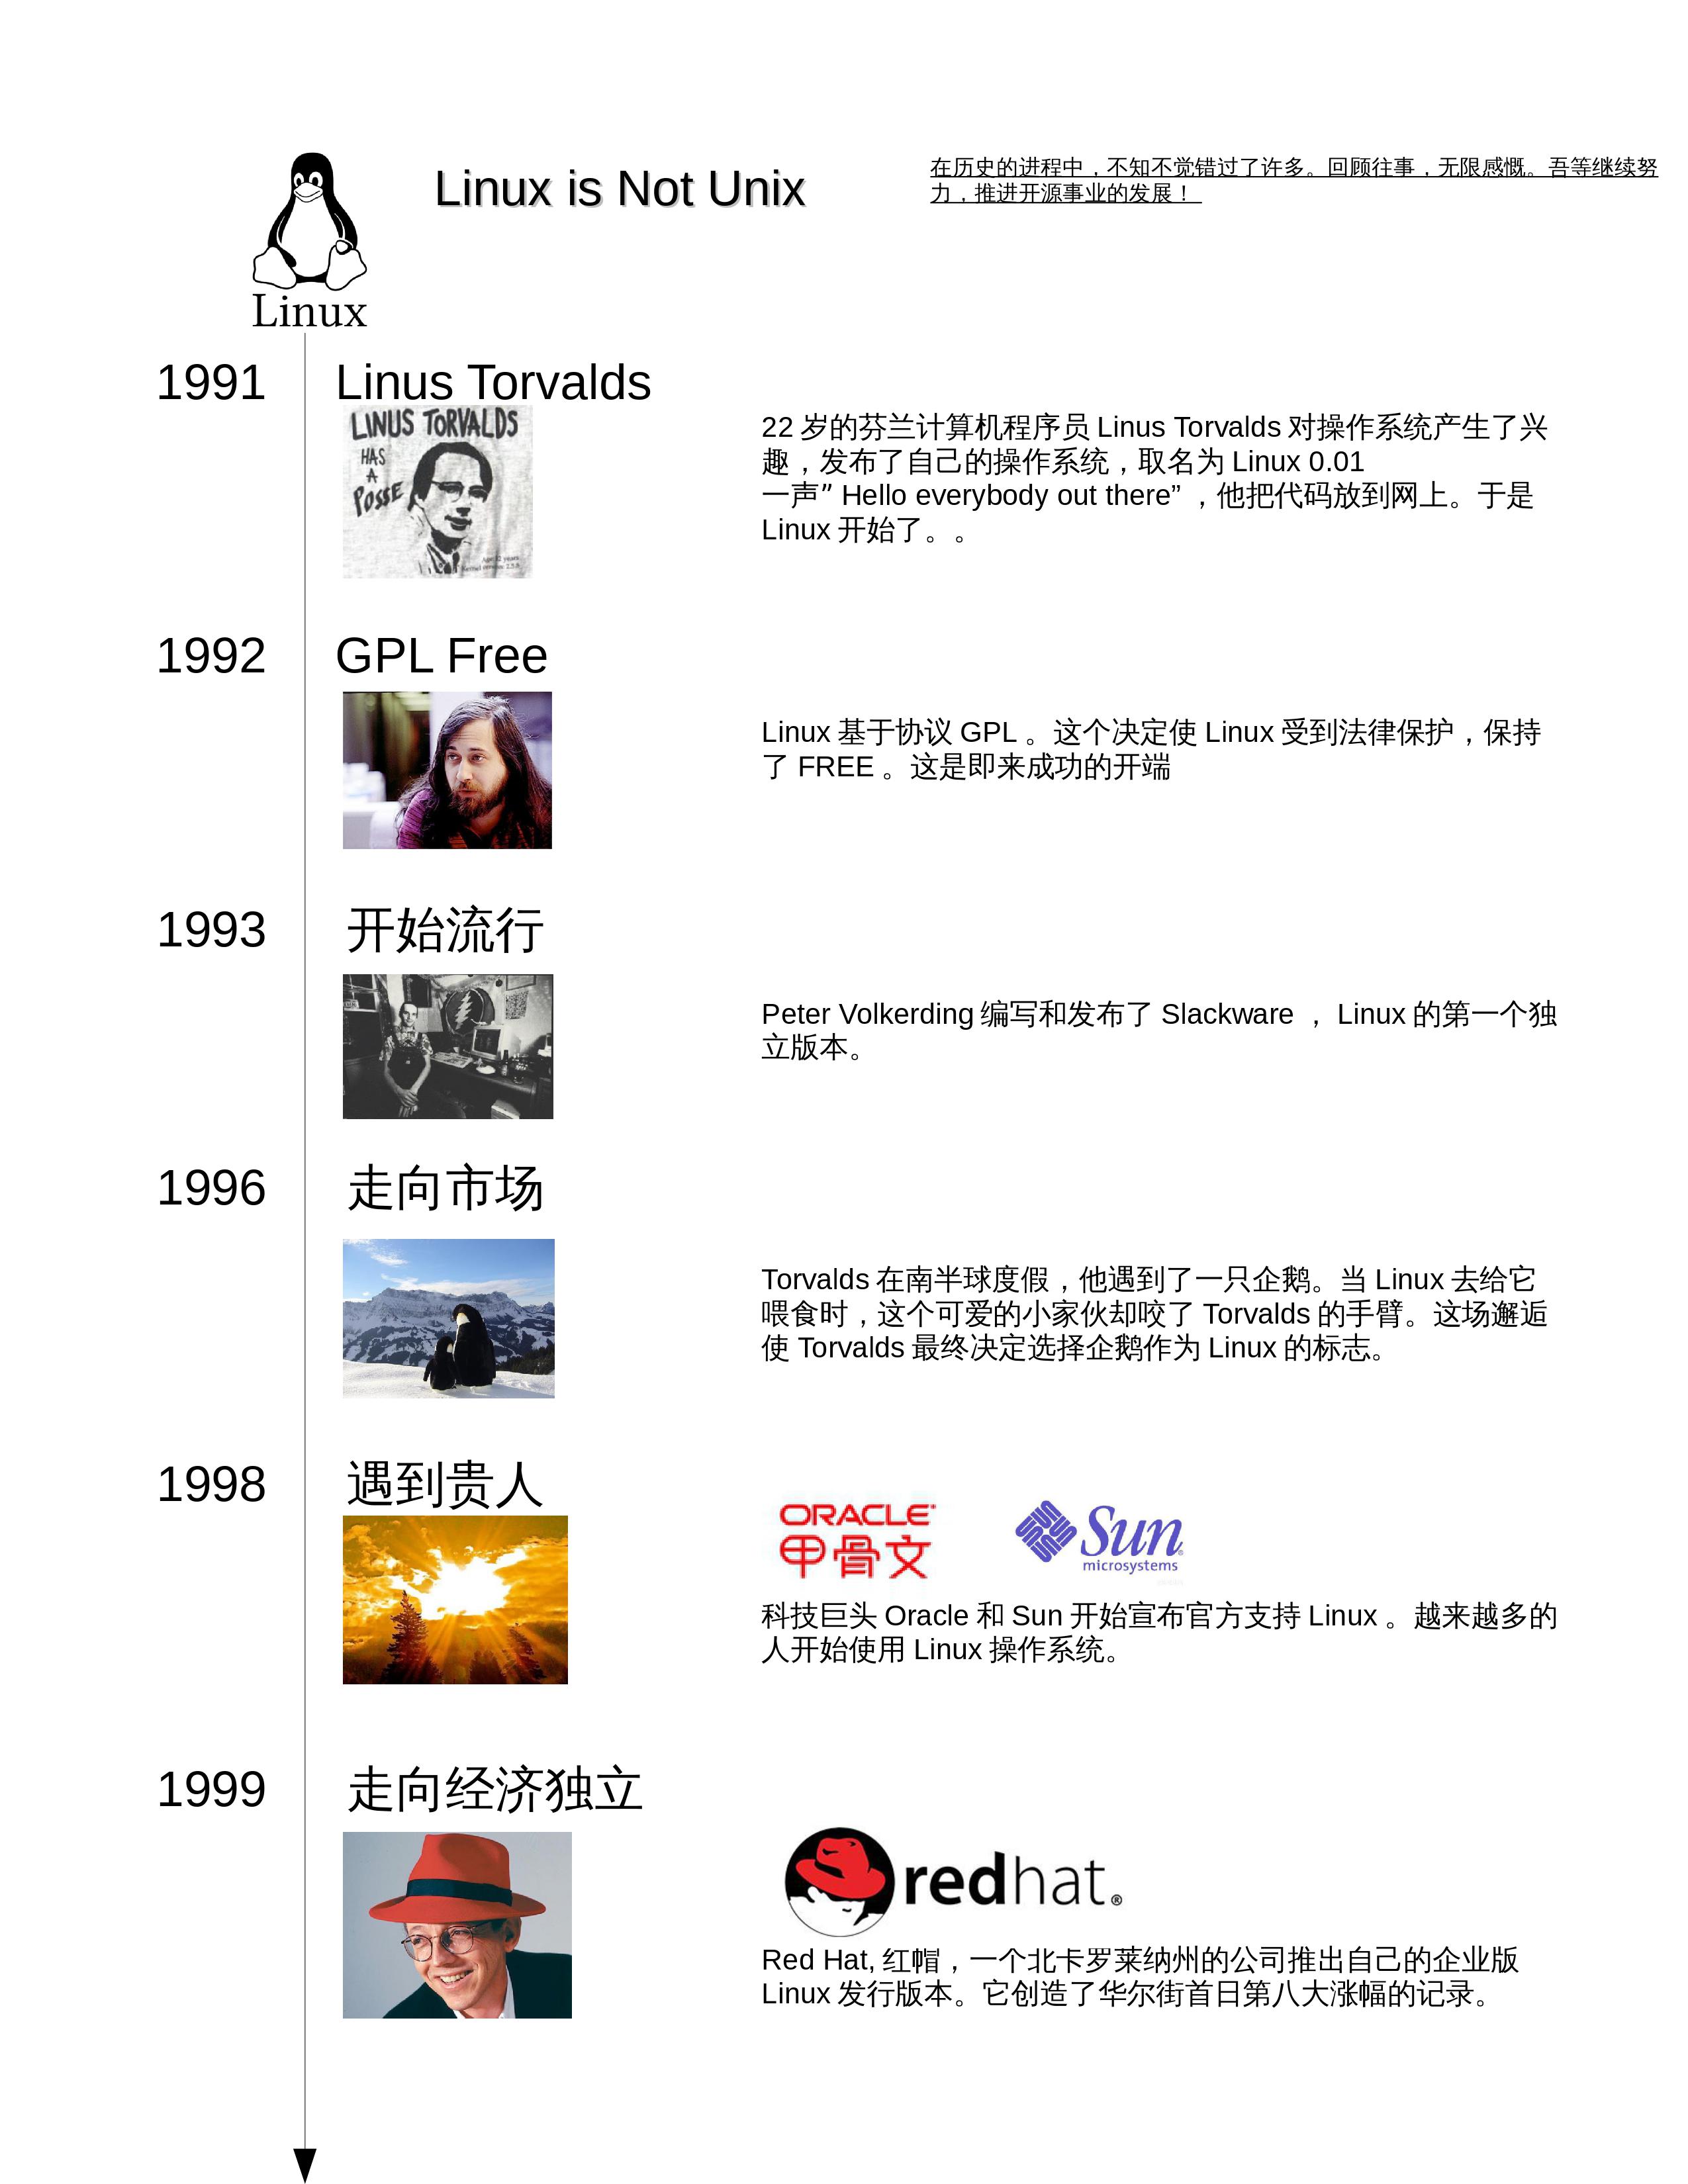 Linux is Not Unix
在历史的进程中，不知不觉错过了许多。回顾往事，无限感慨。吾等继续努
力，推进开源事业的发展！
Linux
1991
Linus Torvalds
LINUS TORVALDS
HAS
A
POSSE
22 岁的芬兰计算机程序员 Linus Torvalds 对操作系统产生了兴
趣，发布了自己的操作系统，取名为 Linux 0.01
一声” Hello everybody out there” ，他把代码放到网上。于是
Linux 开始了。。
1992
GPL Free
Linux 基于协议 GPL 。这个决定使 Linux 受到法律保护，保持
了 FREE 。这是即来成功的开端
1993
开始流行
Peter Volkerding 编写和发布了 Slackware ， Linux 的第一个独
立版本。
1996
走向市场
Torvalds 在南半球度假，他遇到了一只企鹅。当 Linux 去给它
喂食时，这个可爱的小家伙却咬了 Torvalds 的手臂。这场邂逅
使 Torvalds 最终决定选择企鹅作为 Linux 的标志。
1998
遇到贵人
ORACLE
甲骨文
Sun
microsystems
科技巨头 Oracle 和 Sun 开始宣布官方支持 Linux 。越来越多的
人开始使用 Linux 操作系统。
1999
走向经济独立
redhat®
Red Hat, 红帽，一个北卡罗莱纳州的公司推出自己的企业版
Linux 发行版本。它创造了华尔街首日第八大涨幅的记录。